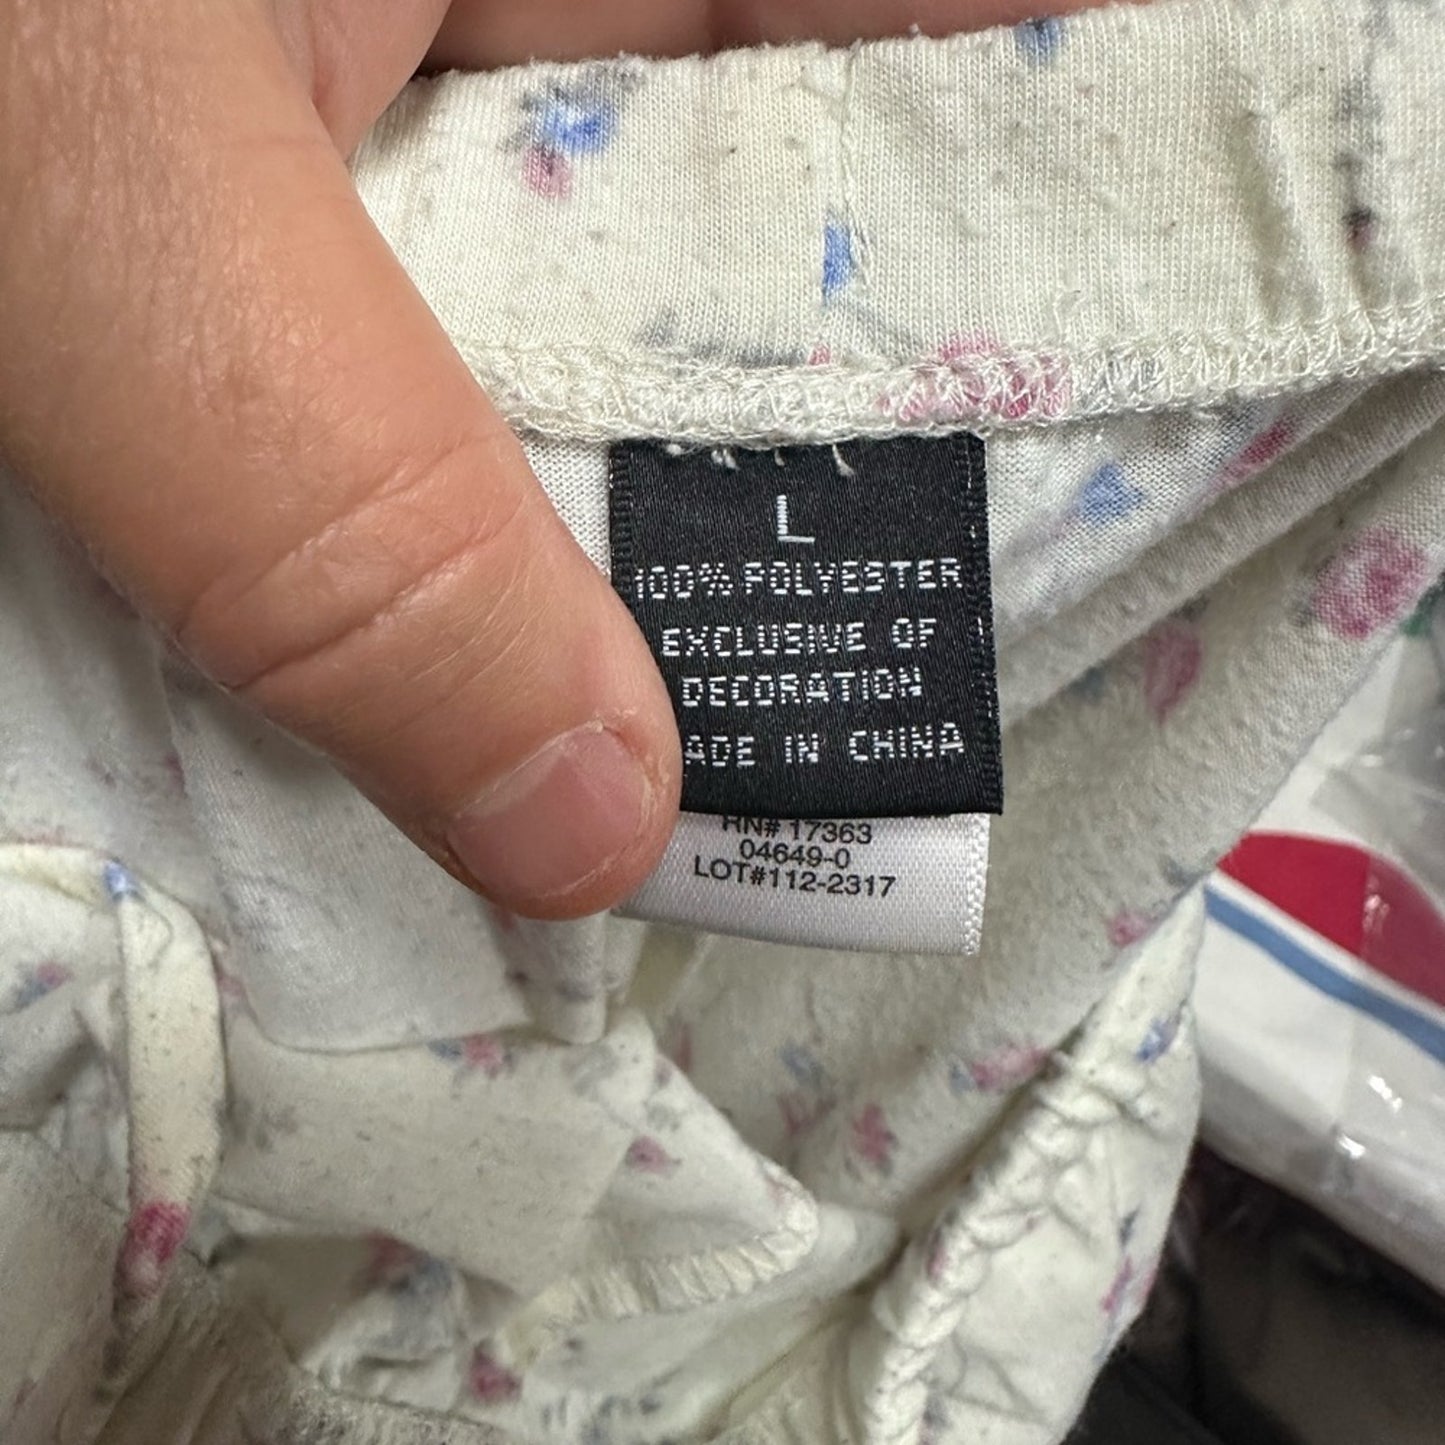 L
100% POLYESTER
EXCLUSIVE OF
DECORATION
ADE IN CHINA
RN# 17363
04649-0
LOT#112-2317